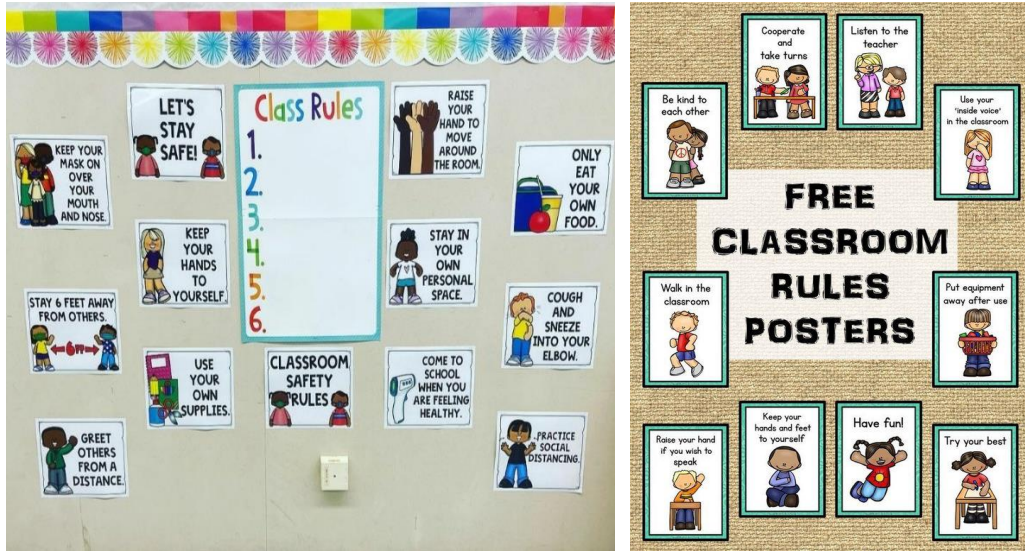 LET'S
STAY
SAFE!
Class Rules
1.
2.
3.
4.
5.
6.
RAISE
YOUR
HAND TO
MOVE
AROUND
THE ROOM.
KEEP YOUR
MASK ON
OVER
YOUR
MOUTH
AND NOSE.
ONLY
EAT
YOUR
OWN
FOOD.
KEEP
YOUR
HANDS
TO
YOURSELF.
STAY IN
YOUR
OWN
PERSONAL
SPACE.
STAY 6 FEET AWAY
FROM OTHERS.
6FT
COUGH
AND
SNEEZE
INTO YOUR
ELBOW.
USE
YOUR
OWN
SUPPLIES.
CLASSROOM
SAFETY
RULES
COME TO
SCHOOL
WHEN YOU
ARE FEELING
HEALTHY.
GREET
OTHERS
FROM A
DISTANCE.
PRACTICE
SOCIAL
DISTANCING.
Cooperate
and
take turns
Listen to the
teacher
Be kind to
each other
Use your
'inside voice'
in the classroom
FREE
CLASSROOM
RULES
POSTERS
Walk in the
classroom
Put equipment
away after use
Raise your hand
if you wish to
speak
Keep your
hands and feet
to yourself
Have fun!
Try your best